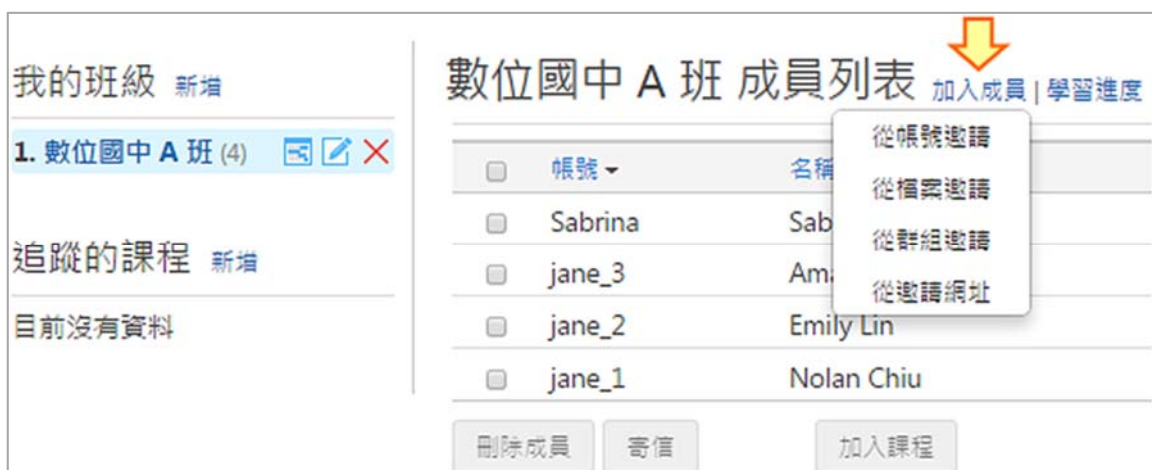 我的班級 新增
1. 數位國中 A 班 (4)
追蹤的課程 新增
目前沒有資料
數位國中 A 班 成員列表 加入成員 | 學習進度
從帳號邀請
從檔案邀請
從群組邀請
從邀請網址
帳號 名稱
Sabrina Sab
jane_3 Ama
jane_2 Emily Lin
jane_1 Nolan Chiu
刪除成員 寄信 加入課程